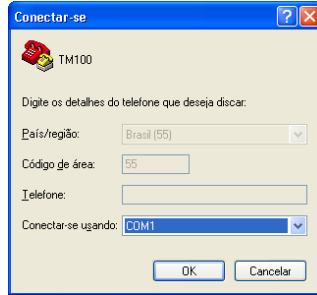 Conectar-se
TM100
Digite os detalhes do telefone que deseja discar:
País/região: Brasil (55)
Código de área: 55
Telefone:
Conectar-se usando: COM1
OK Cancelar